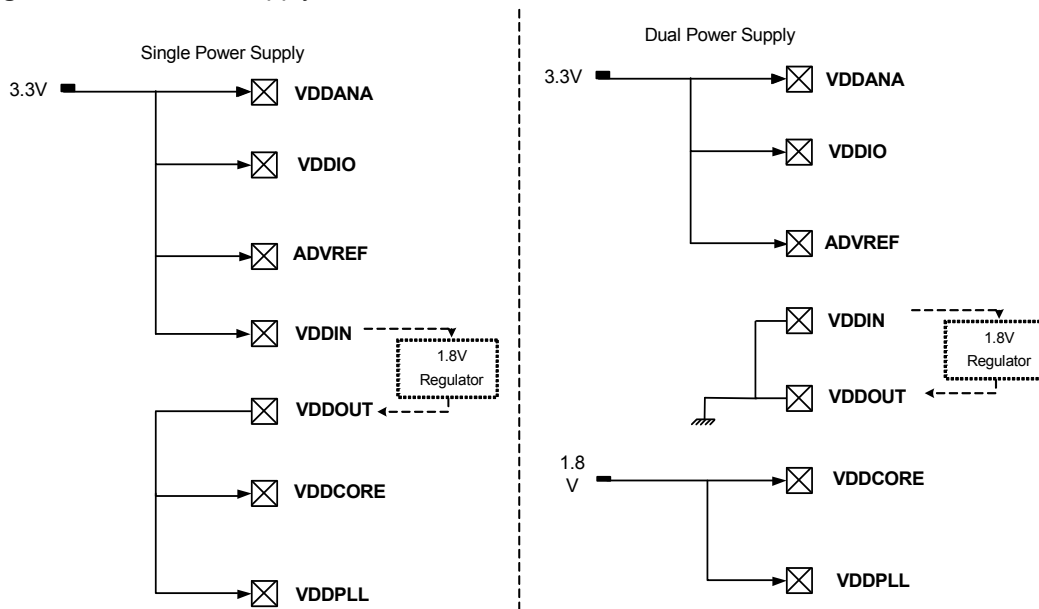 Single Power Supply
3.3V
VDDANA
VDDIO
ADVREF
VDDIN
1.8V
Regulator
VDDOUT
VDDCORE
VDDPLL
Dual Power Supply
3.3V
VDDANA
VDDIO
ADVREF
VDDIN
1.8V
Regulator
VDDOUT
1.8
V
VDDCORE
VDDPLL